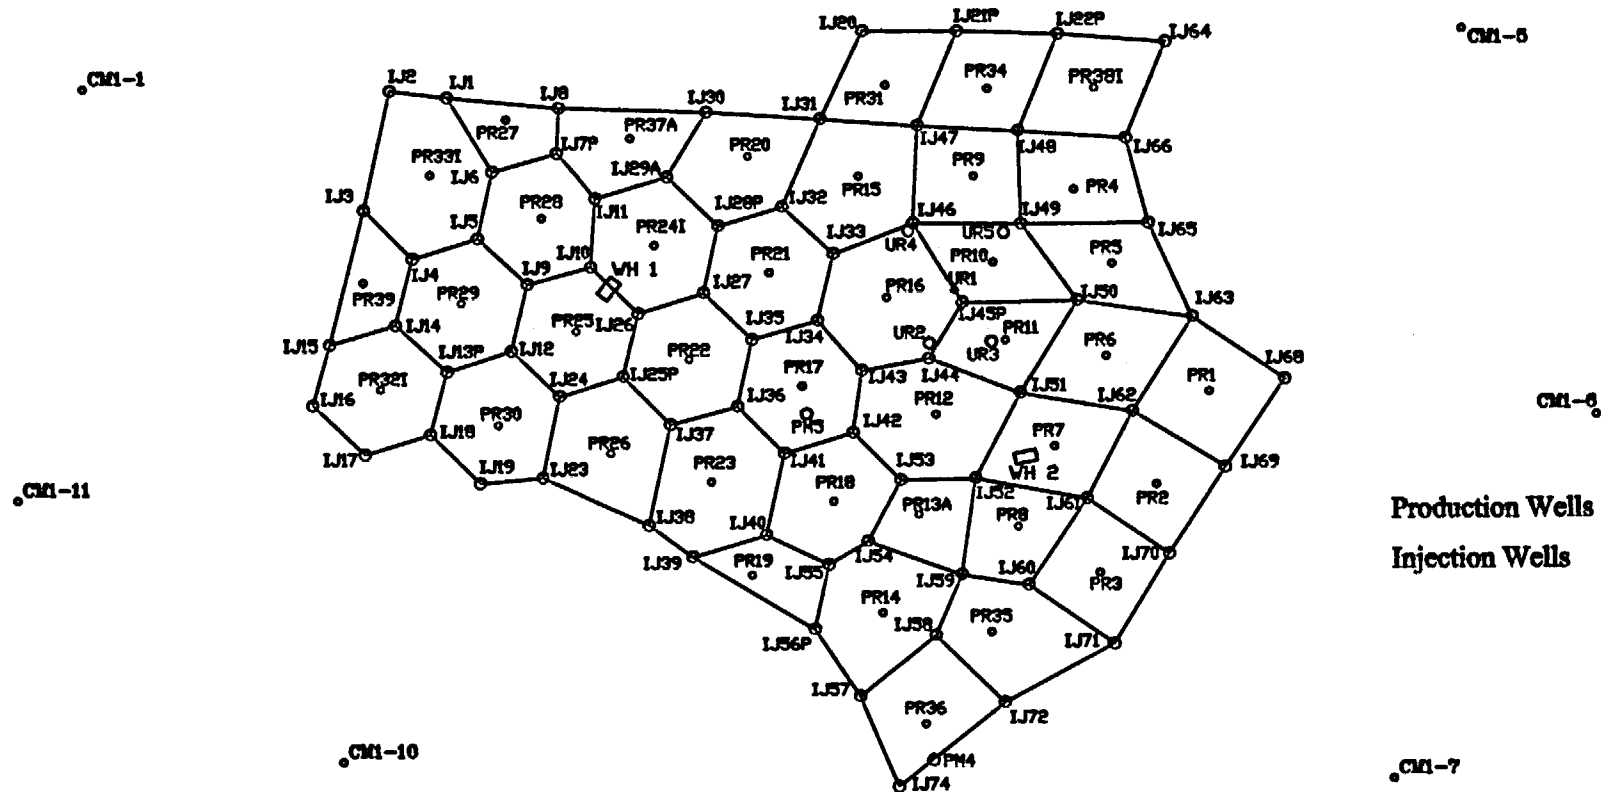 IJ20
IJ21P
IJ22P
IJ64
CM1-5
CM1-1
IJ2
IJ1
IJ8
IJ30
IJ31
PR31
PR34
PR38I
PR27
PR37A
IJ7P
PR20
IJ47
IJ48
IJ66
PR33I
IJ6
IJ29A
PR15
PR9
PR4
IJ3
PR28
IJ11
IJ28P
IJ32
IJ46
IJ49
IJ65
IJ5
PR24I
IJ33
UR4
UR5
IJ4
IJ9
IJ10
WH 1
PR21
PR10
PR5
PR39
PR29
IJ27
PR16
UR1
IJ50
IJ63
IJ15
IJ14
PR25
IJ26
IJ35
IJ34
IJ45P
UR2
PR11
UR3
PR6
IJ13P
IJ12
PR22
PR17
IJ43
IJ44
IJ68
PR32I
IJ24
IJ25P
IJ36
IJ51
IJ62
PR1
IJ16
PR30
IJ42
PR12
CM1-6
PM5
IJ18
PR26
IJ37
PR7
IJ17
IJ19
IJ23
PR23
IJ41
IJ53
IJ52
WH 2
IJ69
CM1-11
PR18
PR13A
PR8
IJ61
PR2
Production Wells
IJ38
IJ40
IJ54
IJ70
Injection Wells
IJ39
PR19
IJ55
IJ59
IJ60
PR3
PR14
IJ58
PR35
IJ56P
IJ71
IJ57
PR36
IJ72
CM1-10
PM4
CM1-7
IJ74